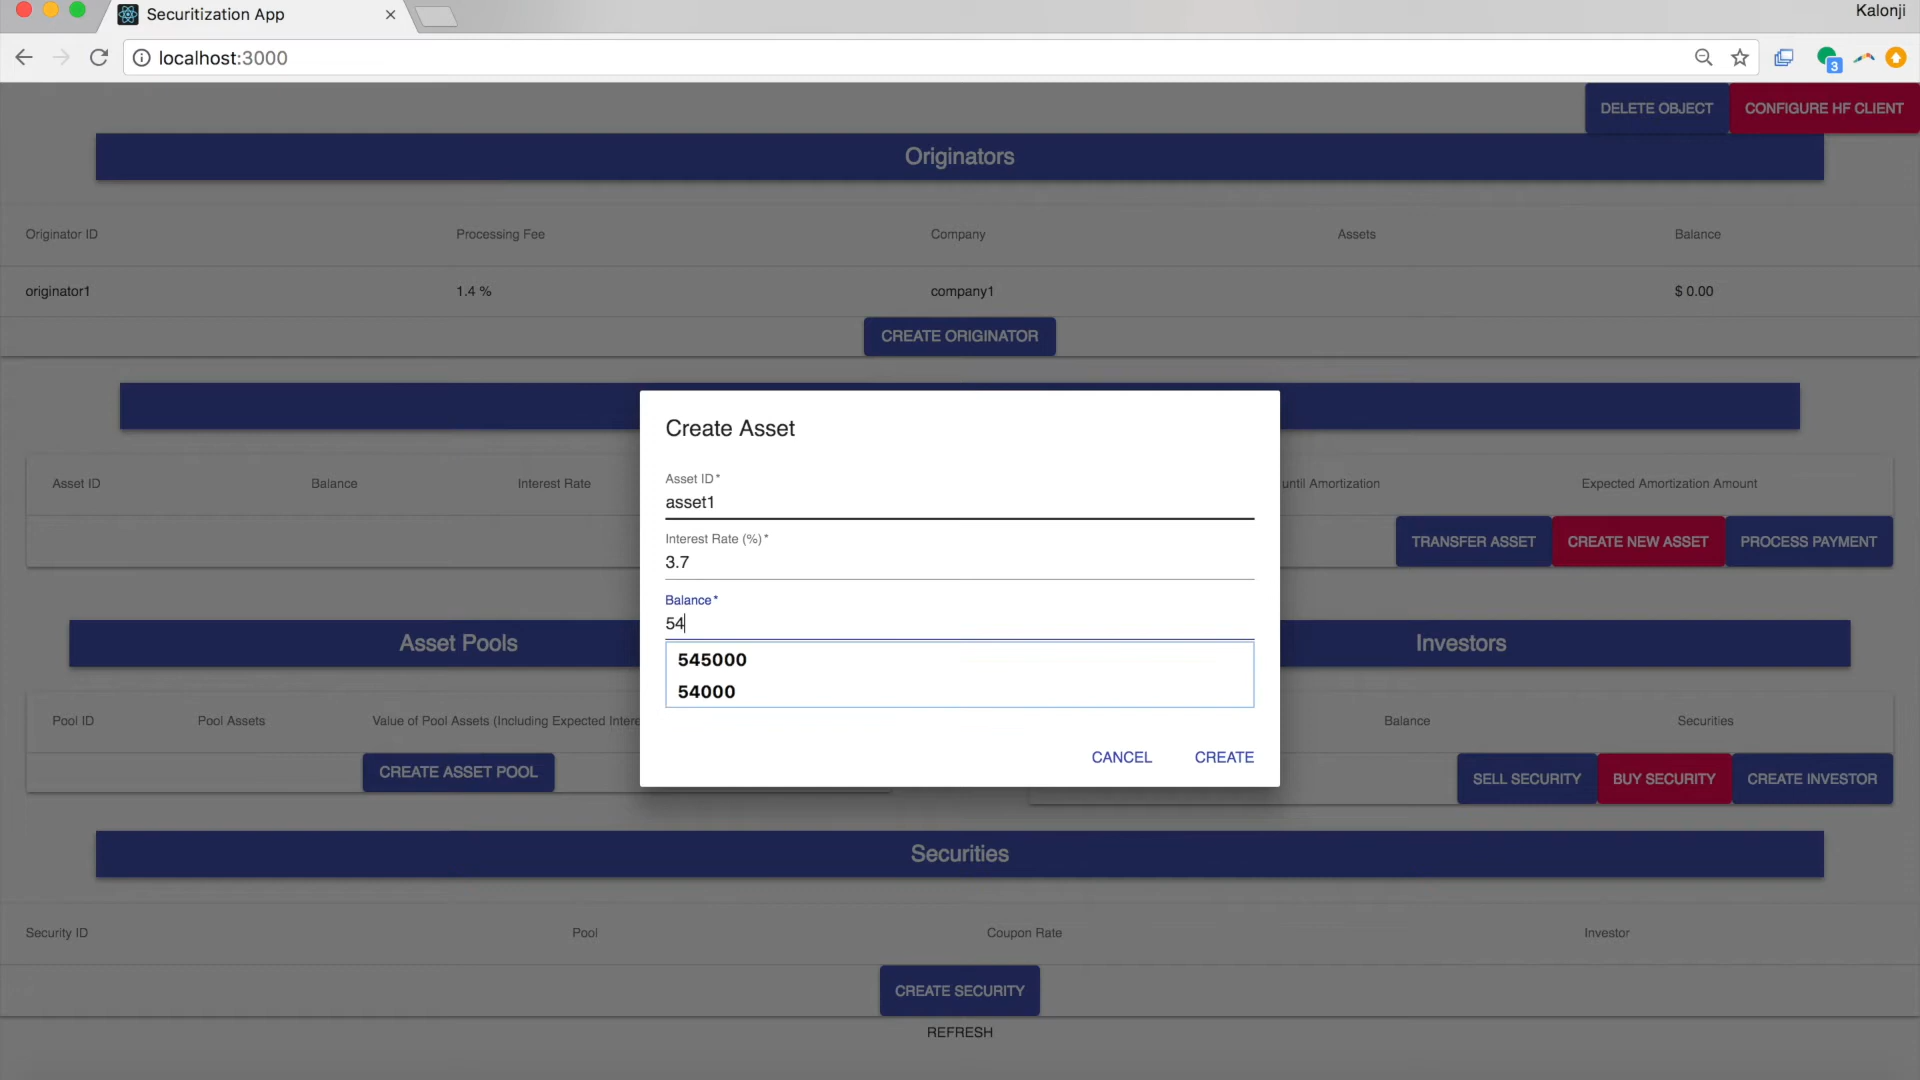 Securitization App
Kalonji
localhost:3000
3
DELETE OBJECT
CONFIGURE HF CLIENT
Originators
Originator ID Processing Fee Company Assets Balance
originator1 1.4 % company1 $ 0.00
CREATE ORIGINATOR
Create Asset
Asset ID *
asset1
Interest Rate (%) *
3.7
Balance *
54
545000
54000
CANCEL
CREATE
Asset ID Balance Interest Rate until Amortization Expected Amortization Amount
TRANSFER ASSET
CREATE NEW ASSET
PROCESS PAYMENT
Asset Pools
Pool ID Pool Assets Value of Pool Assets (Including Expected Intere
CREATE ASSET POOL
Investors
Balance Securities
SELL SECURITY
BUY SECURITY
CREATE INVESTOR
Securities
Security ID Pool Coupon Rate Investor
CREATE SECURITY
REFRESH